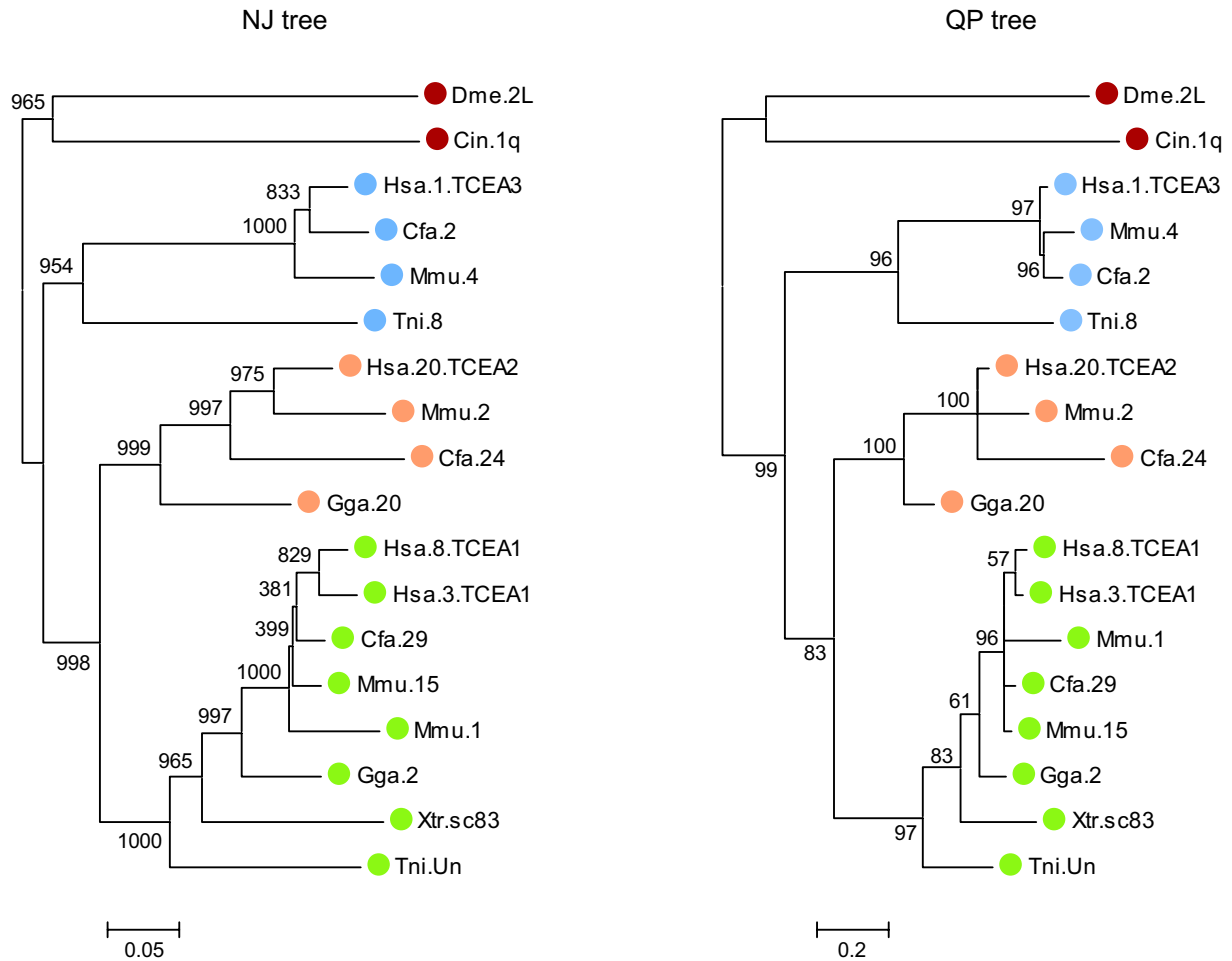 NJ tree
965
Dme.2L
Cin.1q
833
Hsa.1.TCEA3
1000
Cfa.2
954
Mmu.4
Tni.8
975
Hsa.20.TCEA2
997
Mmu.2
999
Cfa.24
Gga.20
829
Hsa.8.TCEA1
381
Hsa.3.TCEA1
399
Cfa.29
998
1000
Mmu.15
997
Mmu.1
965
Gga.2
Xtr.sc83
1000
Tni.Un
0.05
QP tree
Dme.2L
Cin.1q
97
Hsa.1.TCEA3
Mmu.4
96
96
Cfa.2
Tni.8
Hsa.20.TCEA2
100
Mmu.2
100
99
Cfa.24
Gga.20
57
Hsa.8.TCEA1
Hsa.3.TCEA1
96
Mmu.1
83
Cfa.29
61
Mmu.15
83
Gga.2
Xtr.sc83
97
Tni.Un
0.2